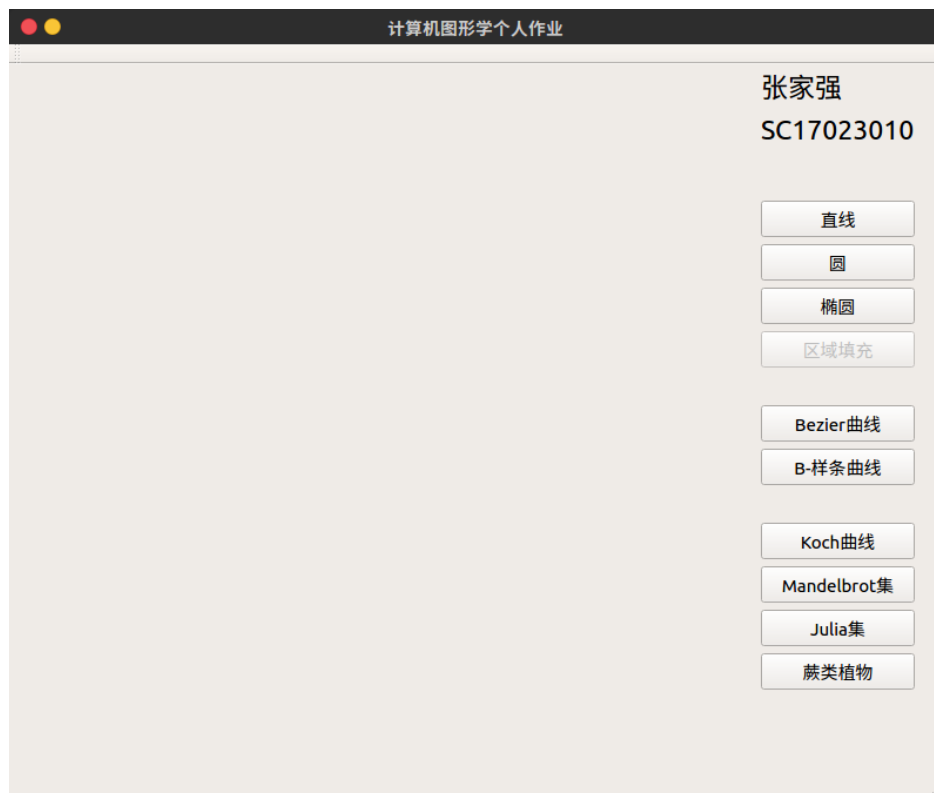 计算机图形学个人作业
张家强
SC17023010
直线
圆
椭圆
区域填充
Bezier曲线
B-样条曲线
Koch曲线
Mandelbrot集
Julia集
蕨类植物